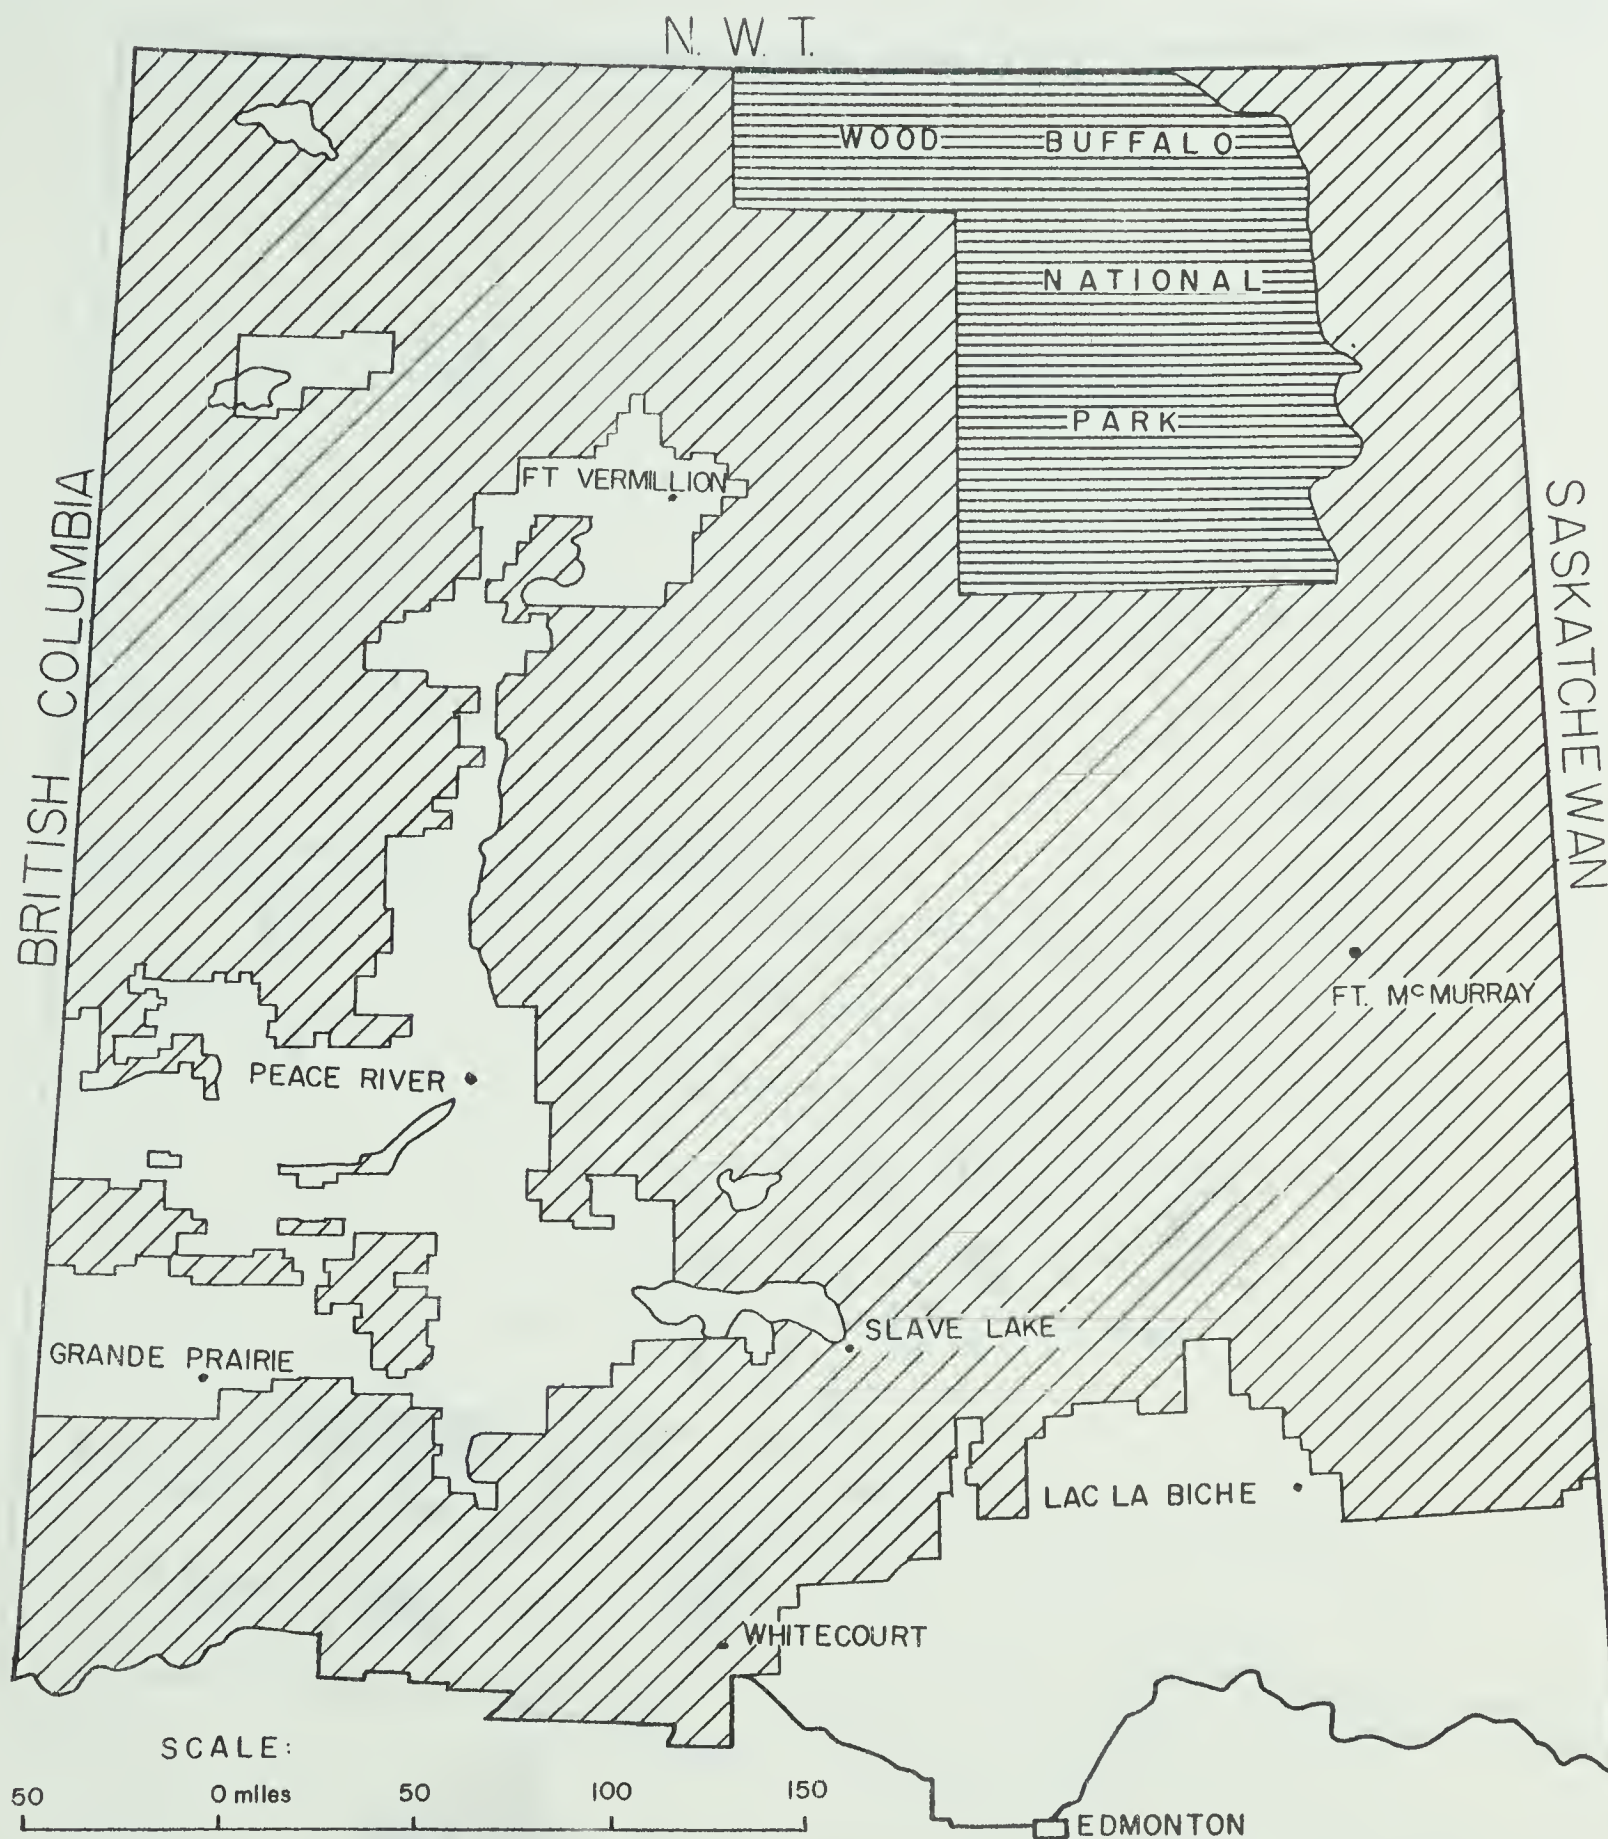 N. W. T.
WOOD BUFFALO
NATIONAL
PARK
FT VERMILLION
BRITISH COLUMBIA
SASKATCHEWAN
FT. McMURRAY
PEACE RIVER
SLAVE LAKE
GRANDE PRAIRIE
LAC LA BICHE
WHITECOURT
SCALE:
50 0 miles 50 100 150
EDMONTON